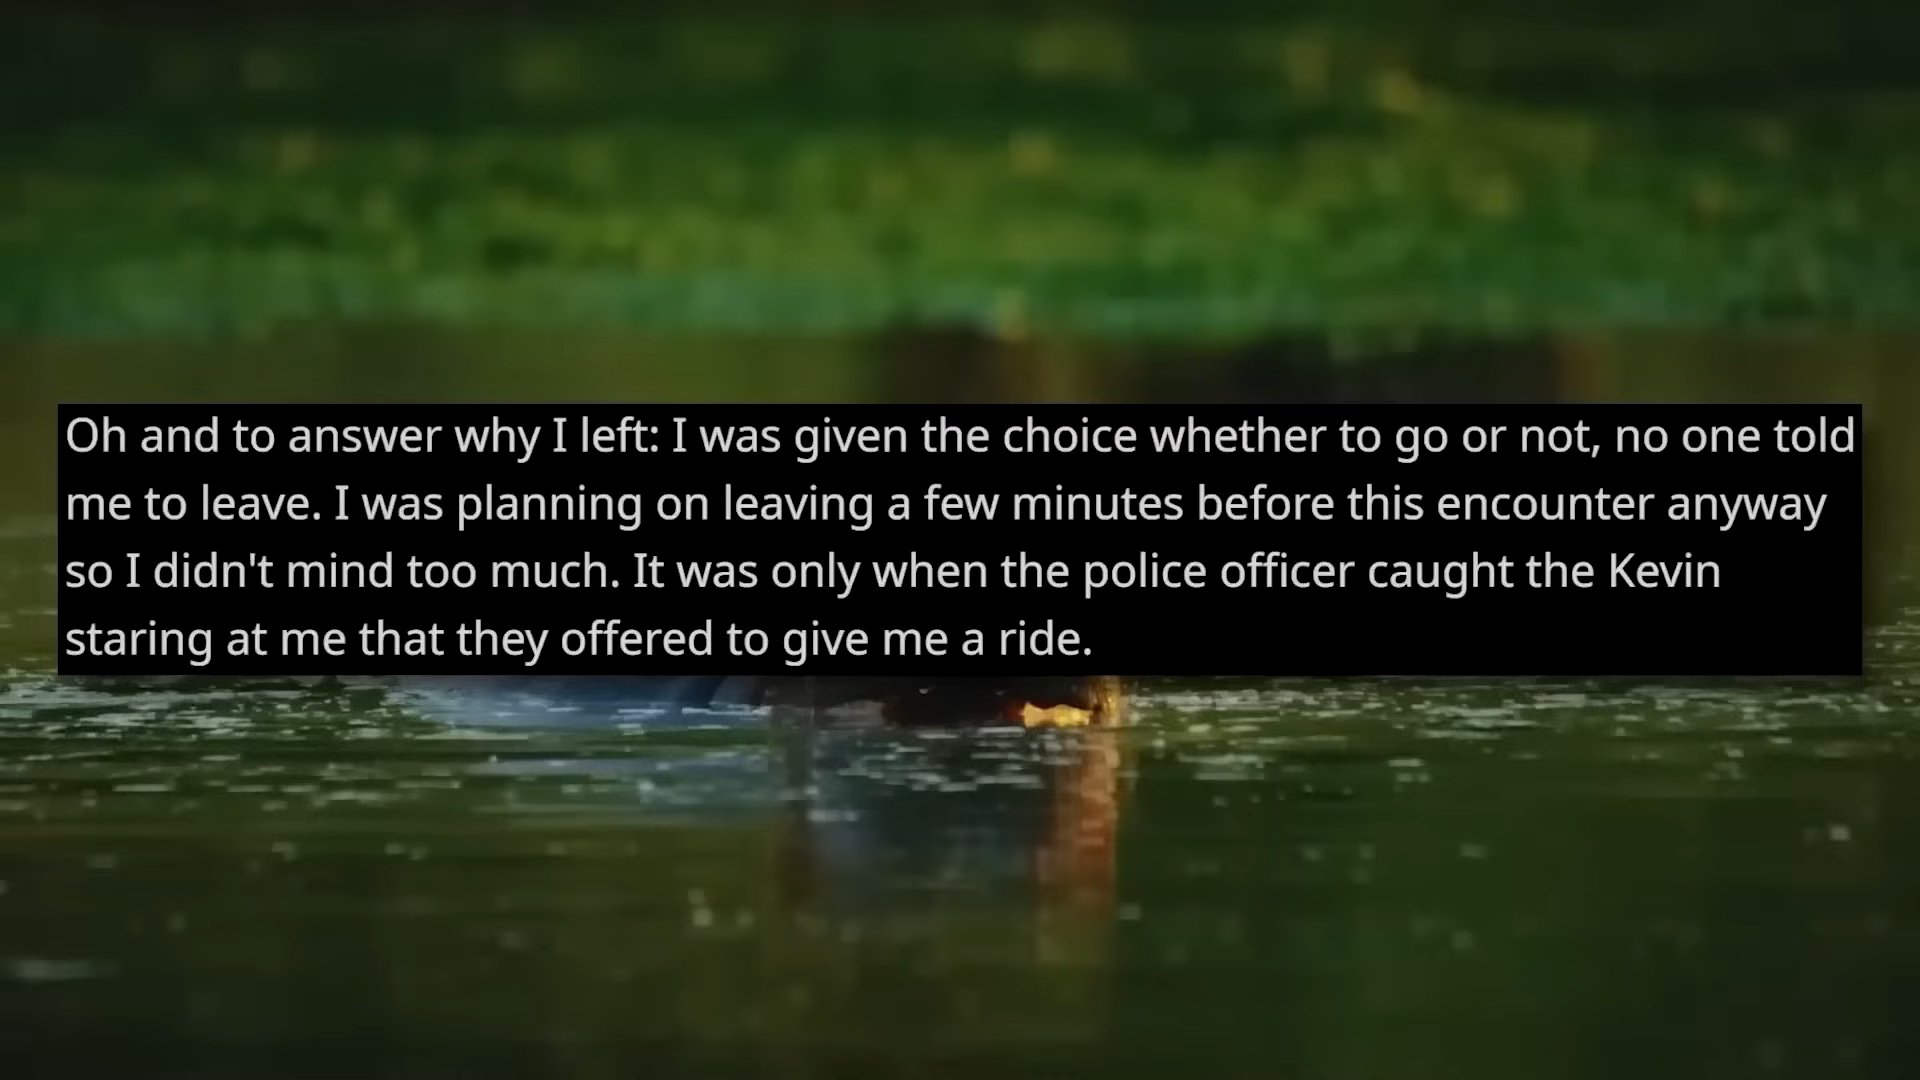 Oh and to answer why I left: I was given the choice whether to go or not, no one told
me to leave. I was planning on leaving a few minutes before this encounter anyway
so I didn't mind too much. It was only when the police officer caught the Kevin
staring at me that they offered to give me a ride.